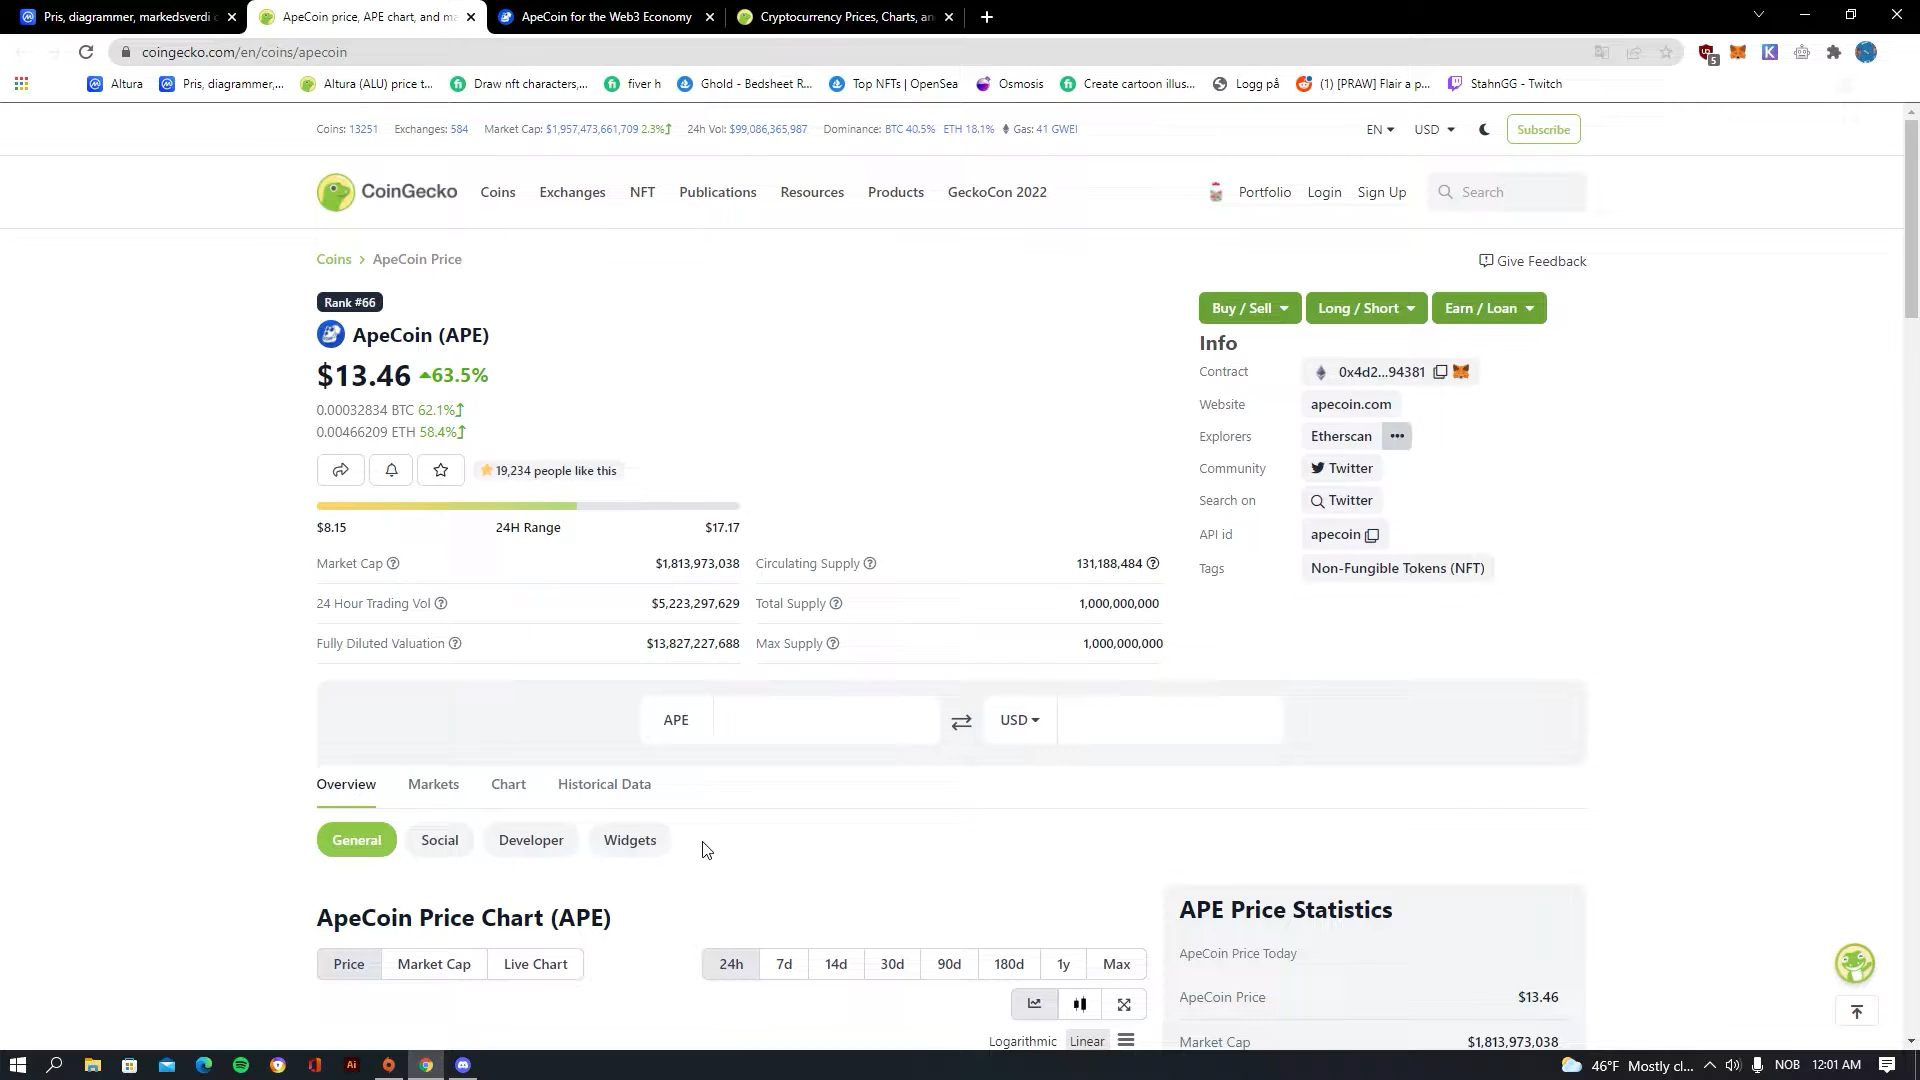 Pris, diagrammer, markedsverdi o
ApeCoin price, APE chart, and ma
ApeCoin for the Web3 Economy
Cryptocurrency Prices, Charts, an
coingecko.com/en/coins/apecoin
5
Altura
Pris, diagrammer,...
Altura (ALU) price t...
Draw nft characters,...
fiver h
Ghold - Bedsheet R...
Top NFTs | OpenSea
Osmosis
Create cartoon illus...
Logg på
(1) [PRAW] Flair a p...
StahnGG - Twitch
Coins: 13251 Exchanges: 584 Market Cap: $1,957,473,661,709 2.3% 24h Vol: $99,086,365,987 Dominance: BTC 40.5% ETH 18.1% Gas: 41 GWEI
EN USD Subscribe
CoinGecko Coins Exchanges NFT Publications Resources Products GeckoCon 2022
Portfolio Login Sign Up Search
Coins > ApeCoin Price
Give Feedback
Rank #66
ApeCoin (APE)
$13.46 63.5%
0.00032834 BTC 62.1%
0.00466209 ETH 58.4%
19,234 people like this
$8.15 24H Range $17.17
Market Cap $1,813,973,038
24 Hour Trading Vol $5,223,297,629
Fully Diluted Valuation $13,827,227,688
Circulating Supply 131,188,484
Total Supply 1,000,000,000
Max Supply 1,000,000,000
Buy / Sell Long / Short Earn / Loan
Info
Contract 0x4d2...94381
Website apecoin.com
Explorers Etherscan •••
Community Twitter
Search on Twitter
API id apecoin
Tags Non-Fungible Tokens (NFT)
APE USD
Overview Markets Chart Historical Data
General Social Developer Widgets
ApeCoin Price Chart (APE)
Price Market Cap Live Chart
24h 7d 14d 30d 90d 180d 1y Max
Logarithmic Linear
APE Price Statistics
ApeCoin Price Today
ApeCoin Price $13.46
Market Cap $1,813,973,038
Ai
46°F Mostly cl... NOB 12:01 AM